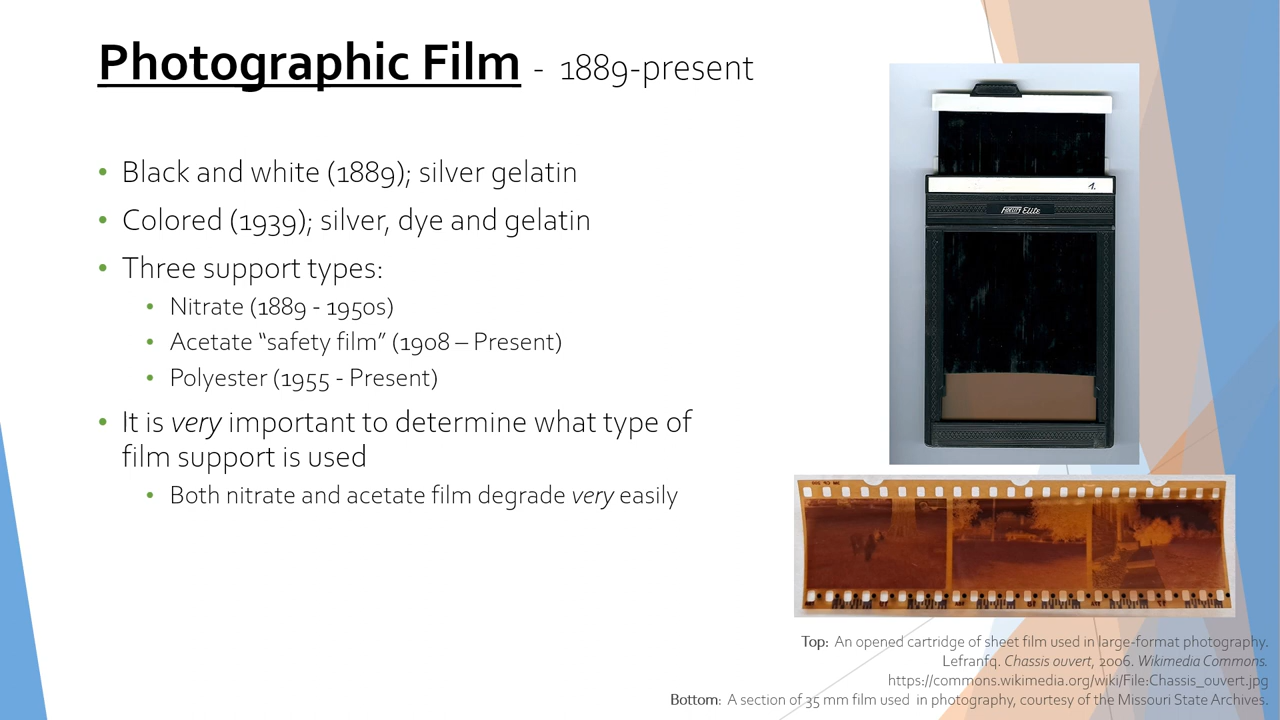 Photographic Film - 1889-present
• Black and white (1889); silver gelatin
• Colored (1939); silver, dye and gelatin
• Three support types:
• Nitrate (1889 - 1950s)
• Acetate “safety film” (1908 – Present)
• Polyester (1955 - Present)
• It is very important to determine what type of
film support is used
• Both nitrate and acetate film degrade very easily
1.
Fidelity Elite
Top: An opened cartridge of sheet film used in large-format photography.
Lefranfq. Chassis ouvert, 2006. Wikimedia Commons.
https://commons.wikimedia.org/wiki/File:Chassis_ouvert.jpg
Bottom: A section of 35 mm film used in photography, courtesy of the Missouri State Archives.